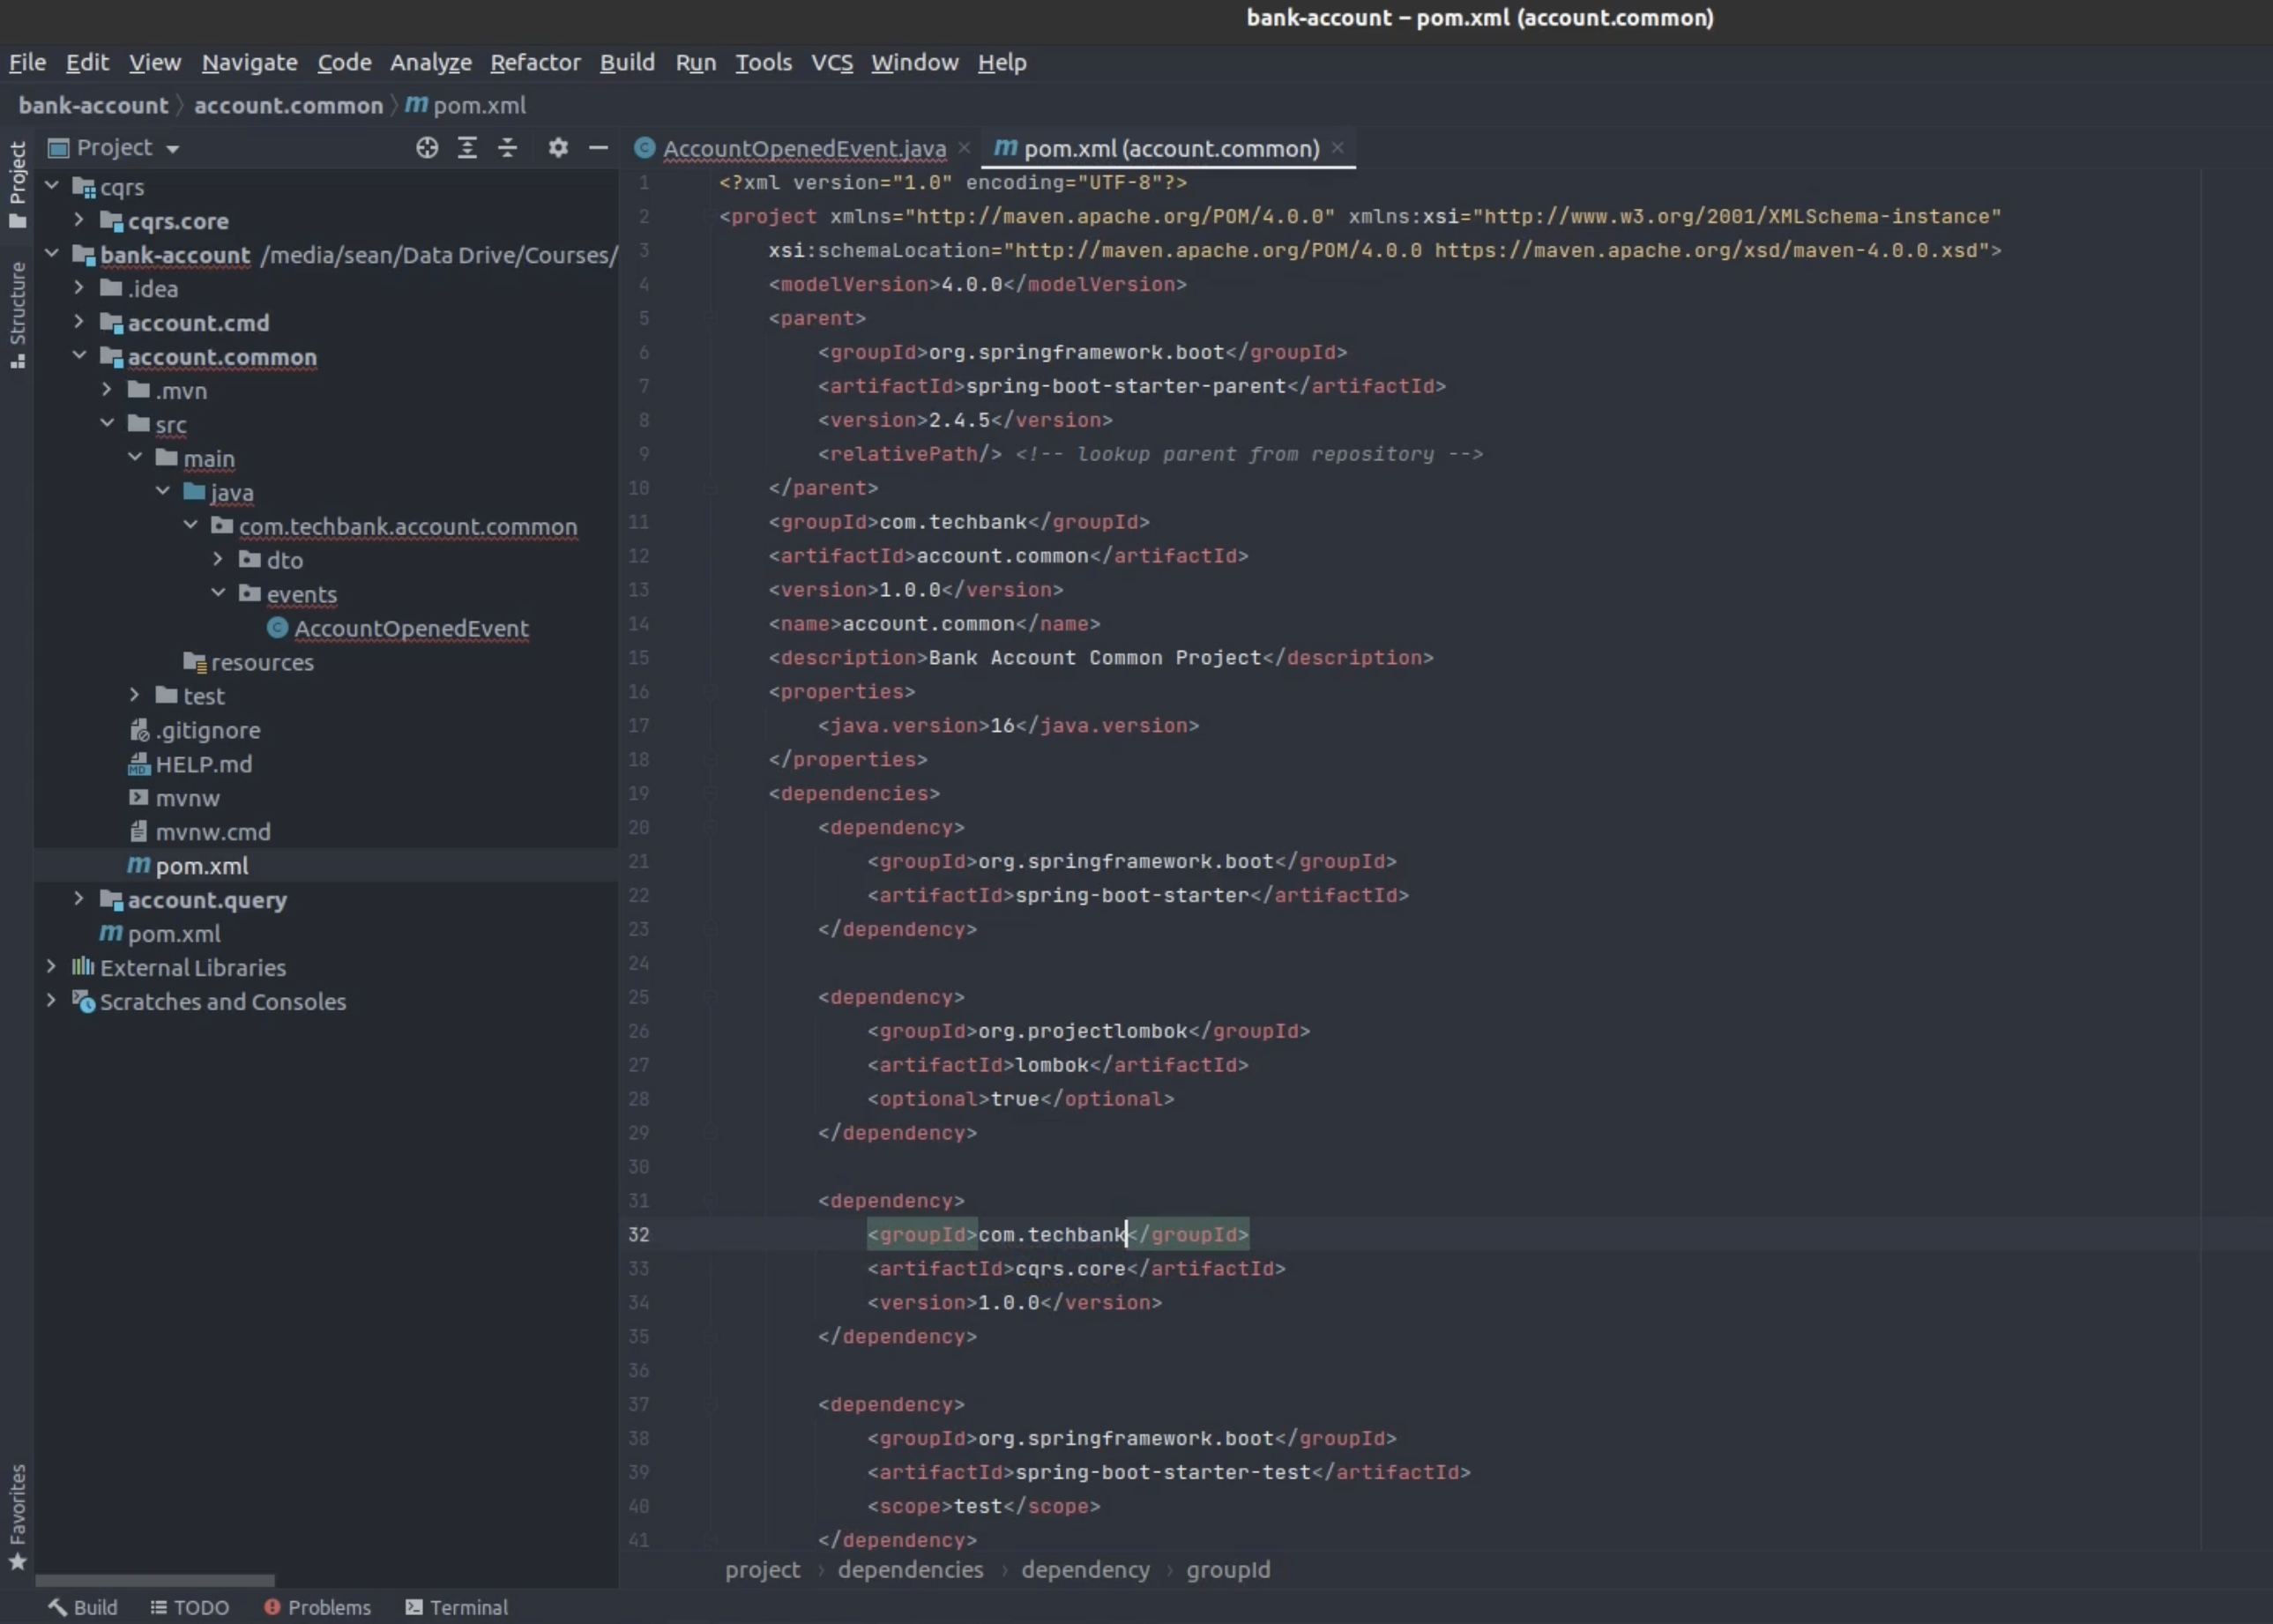 bank-account – pom.xml (account.common)
File Edit View Navigate Code Analyze Refactor Build Run Tools VCS Window Help
bank-account account.common m pom.xml
Project
AccountOpenedEvent.java
m pom.xml (account.common)
Project
Structure
Favorites
cqrs
cqrs.core
bank-account /media/sean/Data Drive/Courses/
.idea
account.cmd
account.common
.mvn
src
main
java
com.techbank.account.common
dto
events
AccountOpenedEvent
resources
test
.gitignore
HELP.md
mvnw
mvnw.cmd
m pom.xml
account.query
m pom.xml
External Libraries
Scratches and Consoles
1 <?xml version="1.0" encoding="UTF-8"?>
2 <project xmlns="http://maven.apache.org/POM/4.0.0" xmlns:xsi="http://www.w3.org/2001/XMLSchema-instance"
3 xsi:schemaLocation="http://maven.apache.org/POM/4.0.0 https://maven.apache.org/xsd/maven-4.0.0.xsd">
4 <modelVersion>4.0.0</modelVersion>
5 <parent>
6 <groupId>org.springframework.boot</groupId>
7 <artifactId>spring-boot-starter-parent</artifactId>
8 <version>2.4.5</version>
9 <relativePath/> <!-- lookup parent from repository -->
10 </parent>
11 <groupId>com.techbank</groupId>
12 <artifactId>account.common</artifactId>
13 <version>1.0.0</version>
14 <name>account.common</name>
15 <description>Bank Account Common Project</description>
16 <properties>
17 <java.version>16</java.version>
18 </properties>
19 <dependencies>
20 <dependency>
21 <groupId>org.springframework.boot</groupId>
22 <artifactId>spring-boot-starter</artifactId>
23 </dependency>
24
25 <dependency>
26 <groupId>org.projectlombok</groupId>
27 <artifactId>lombok</artifactId>
28 <optional>true</optional>
29 </dependency>
30
31 <dependency>
32 <groupId>com.techbank</groupId>
33 <artifactId>cqrs.core</artifactId>
34 <version>1.0.0</version>
35 </dependency>
36
37 <dependency>
38 <groupId>org.springframework.boot</groupId>
39 <artifactId>spring-boot-starter-test</artifactId>
40 <scope>test</scope>
41 </dependency>
project › dependencies › dependency › groupId
Build TODO Problems Terminal